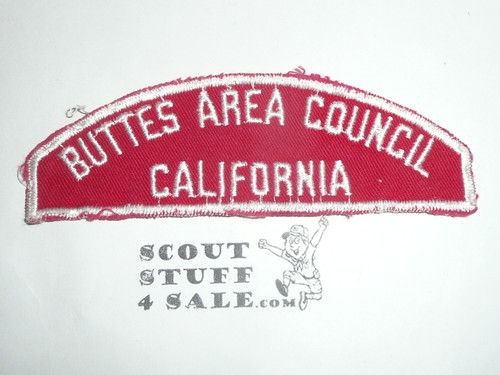 BUTTES AREA COUNCIL
CALIFORNIA
SCOUT
STUFF
4 SALE.COM